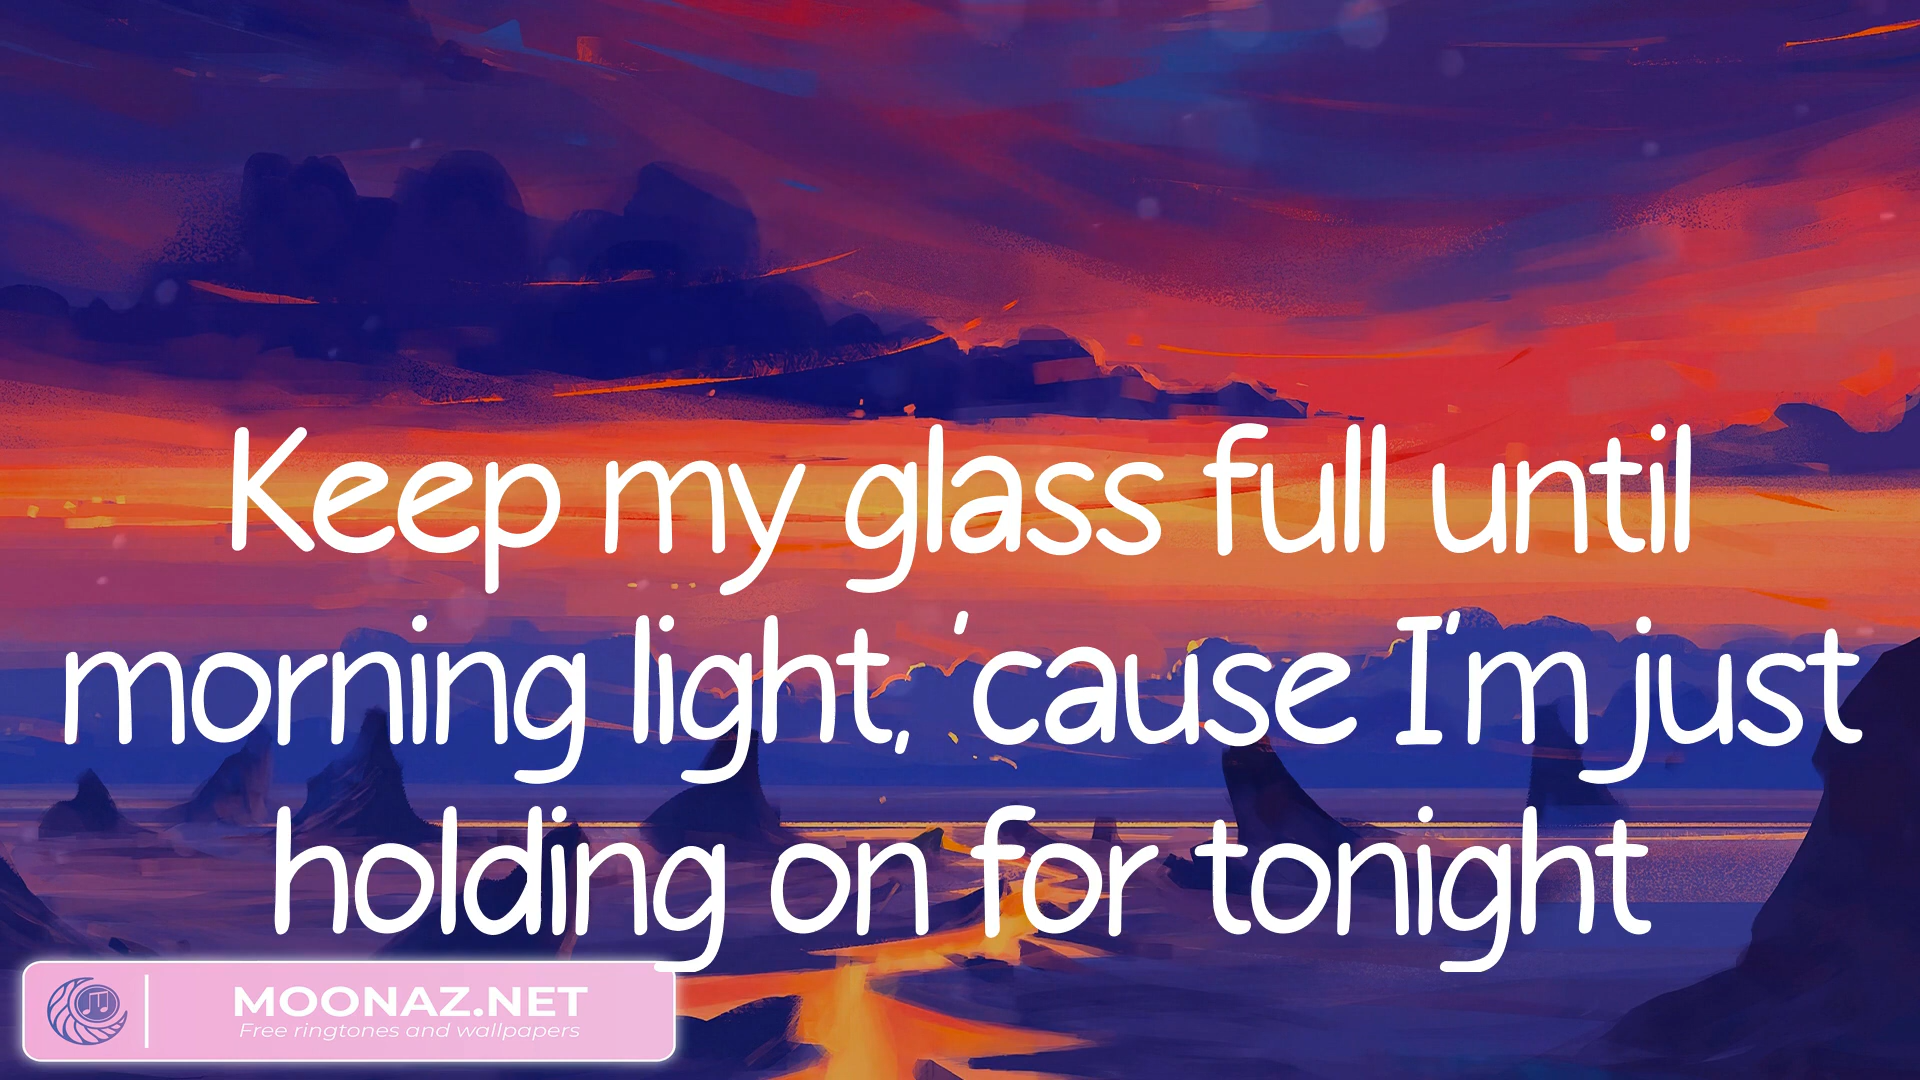 Keep my glass full until
morning light, 'cause I'm just
holding on for tonight
MOONAZ.NET
Free ringtones and wallpapers